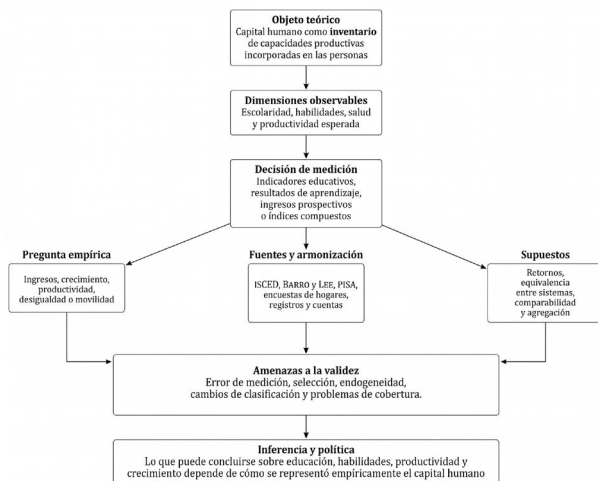 Objeto teórico
Capital humano como inventario
de capacidades productivas
incorporadas en las personas
Dimensiones observables
Escolaridad, habilidades, salud
y productividad esperada
Decisión de medición
Indicadores educativos,
resultados de aprendizaje,
ingresos prospectivos
o índices compuestos
Pregunta empírica
Ingresos, crecimiento,
productividad,
desigualdad o movilidad
Fuentes y armonización
ISCED, BARRO y LEE, PISA,
encuestas de hogares,
registros y cuentas
Supuestos
Retornos,
equivalencia
entre sistemas,
comparabilidad
y agregación
Amenazas a la validez
Error de medición, selección, endogeneidad,
cambios de clasificación y problemas de cobertura.
Inferencia y política
Lo que puede concluirse sobre educación, habilidades, productividad y
crecimiento depende de cómo se representó empíricamente el capital humano